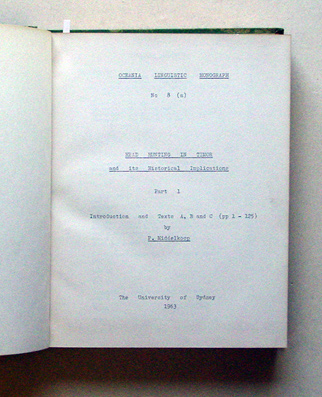 OCEANIA LINGUISTIC MONOGRAPH
No 8 (a)
HEAD HUNTING IN TIMOR
and its Historical Implications
Part 1
Introduction and Texts A, B and C (pp 1 - 125)
by
P. Middelkoop
The University of Sydney
1963